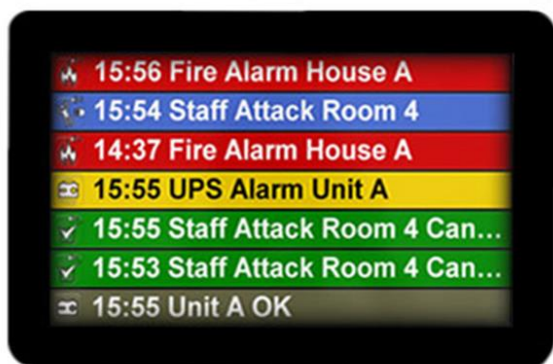 15:56 Fire Alarm House A
15:54 Staff Attack Room 4
14:37 Fire Alarm House A
15:55 UPS Alarm Unit A
15:55 Staff Attack Room 4 Can...
15:53 Staff Attack Room 4 Can...
15:55 Unit A OK